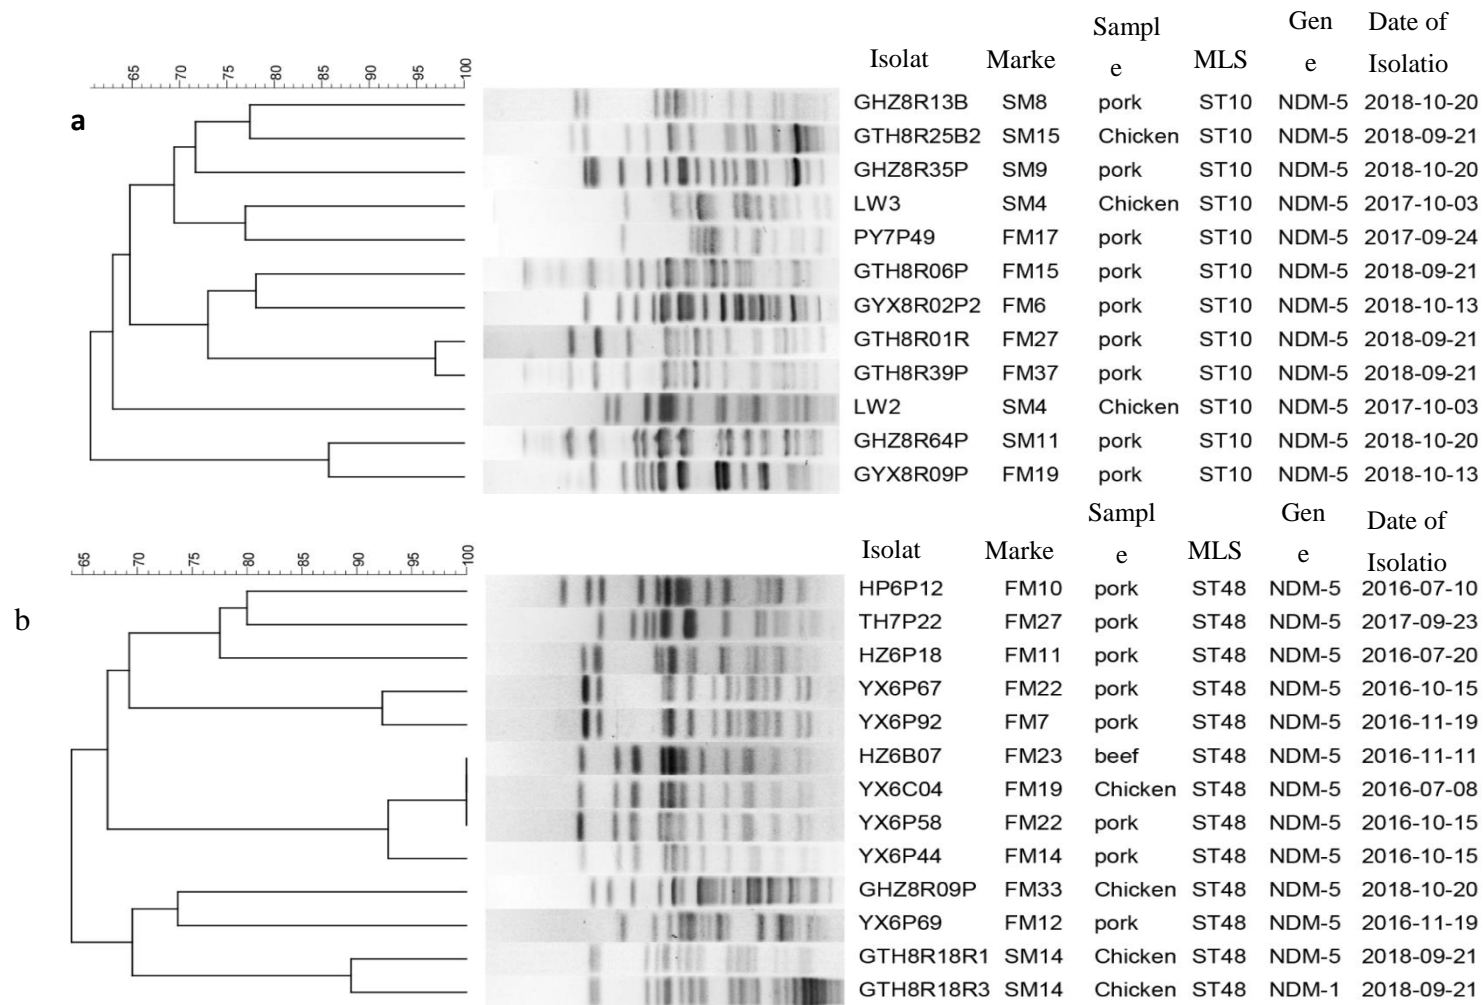 Sampl Gen Date of
Isolat Marke e MLS e Isolatio
65 70 75 80 85 90 95 100
a
GHZ8R13B SM8 pork ST10 NDM-5 2018-10-20
GTH8R25B2 SM15 Chicken ST10 NDM-5 2018-09-21
GHZ8R35P SM9 pork ST10 NDM-5 2018-10-20
LW3 SM4 Chicken ST10 NDM-5 2017-10-03
PY7P49 FM17 pork ST10 NDM-5 2017-09-24
GTH8R06P FM15 pork ST10 NDM-5 2018-09-21
GYX8R02P2 FM6 pork ST10 NDM-5 2018-10-13
GTH8R01R FM27 pork ST10 NDM-5 2018-09-21
GTH8R39P FM37 pork ST10 NDM-5 2018-09-21
LW2 SM4 Chicken ST10 NDM-5 2017-10-03
GHZ8R64P SM11 pork ST10 NDM-5 2018-10-20
GYX8R09P FM19 pork ST10 NDM-5 2018-10-13
Sampl Gen Date of
Isolat Marke e MLS e Isolatio
65 70 75 80 85 90 95 100
b
HP6P12 FM10 pork ST48 NDM-5 2016-07-10
TH7P22 FM27 pork ST48 NDM-5 2017-09-23
HZ6P18 FM11 pork ST48 NDM-5 2016-07-20
YX6P67 FM22 pork ST48 NDM-5 2016-10-15
YX6P92 FM7 pork ST48 NDM-5 2016-11-19
HZ6B07 FM23 beef ST48 NDM-5 2016-11-11
YX6C04 FM19 Chicken ST48 NDM-5 2016-07-08
YX6P58 FM22 pork ST48 NDM-5 2016-10-15
YX6P44 FM14 pork ST48 NDM-5 2016-10-15
GHZ8R09P FM33 Chicken ST48 NDM-5 2018-10-20
YX6P69 FM12 pork ST48 NDM-5 2016-11-19
GTH8R18R1 SM14 Chicken ST48 NDM-5 2018-09-21
GTH8R18R3 SM14 Chicken ST48 NDM-1 2018-09-21